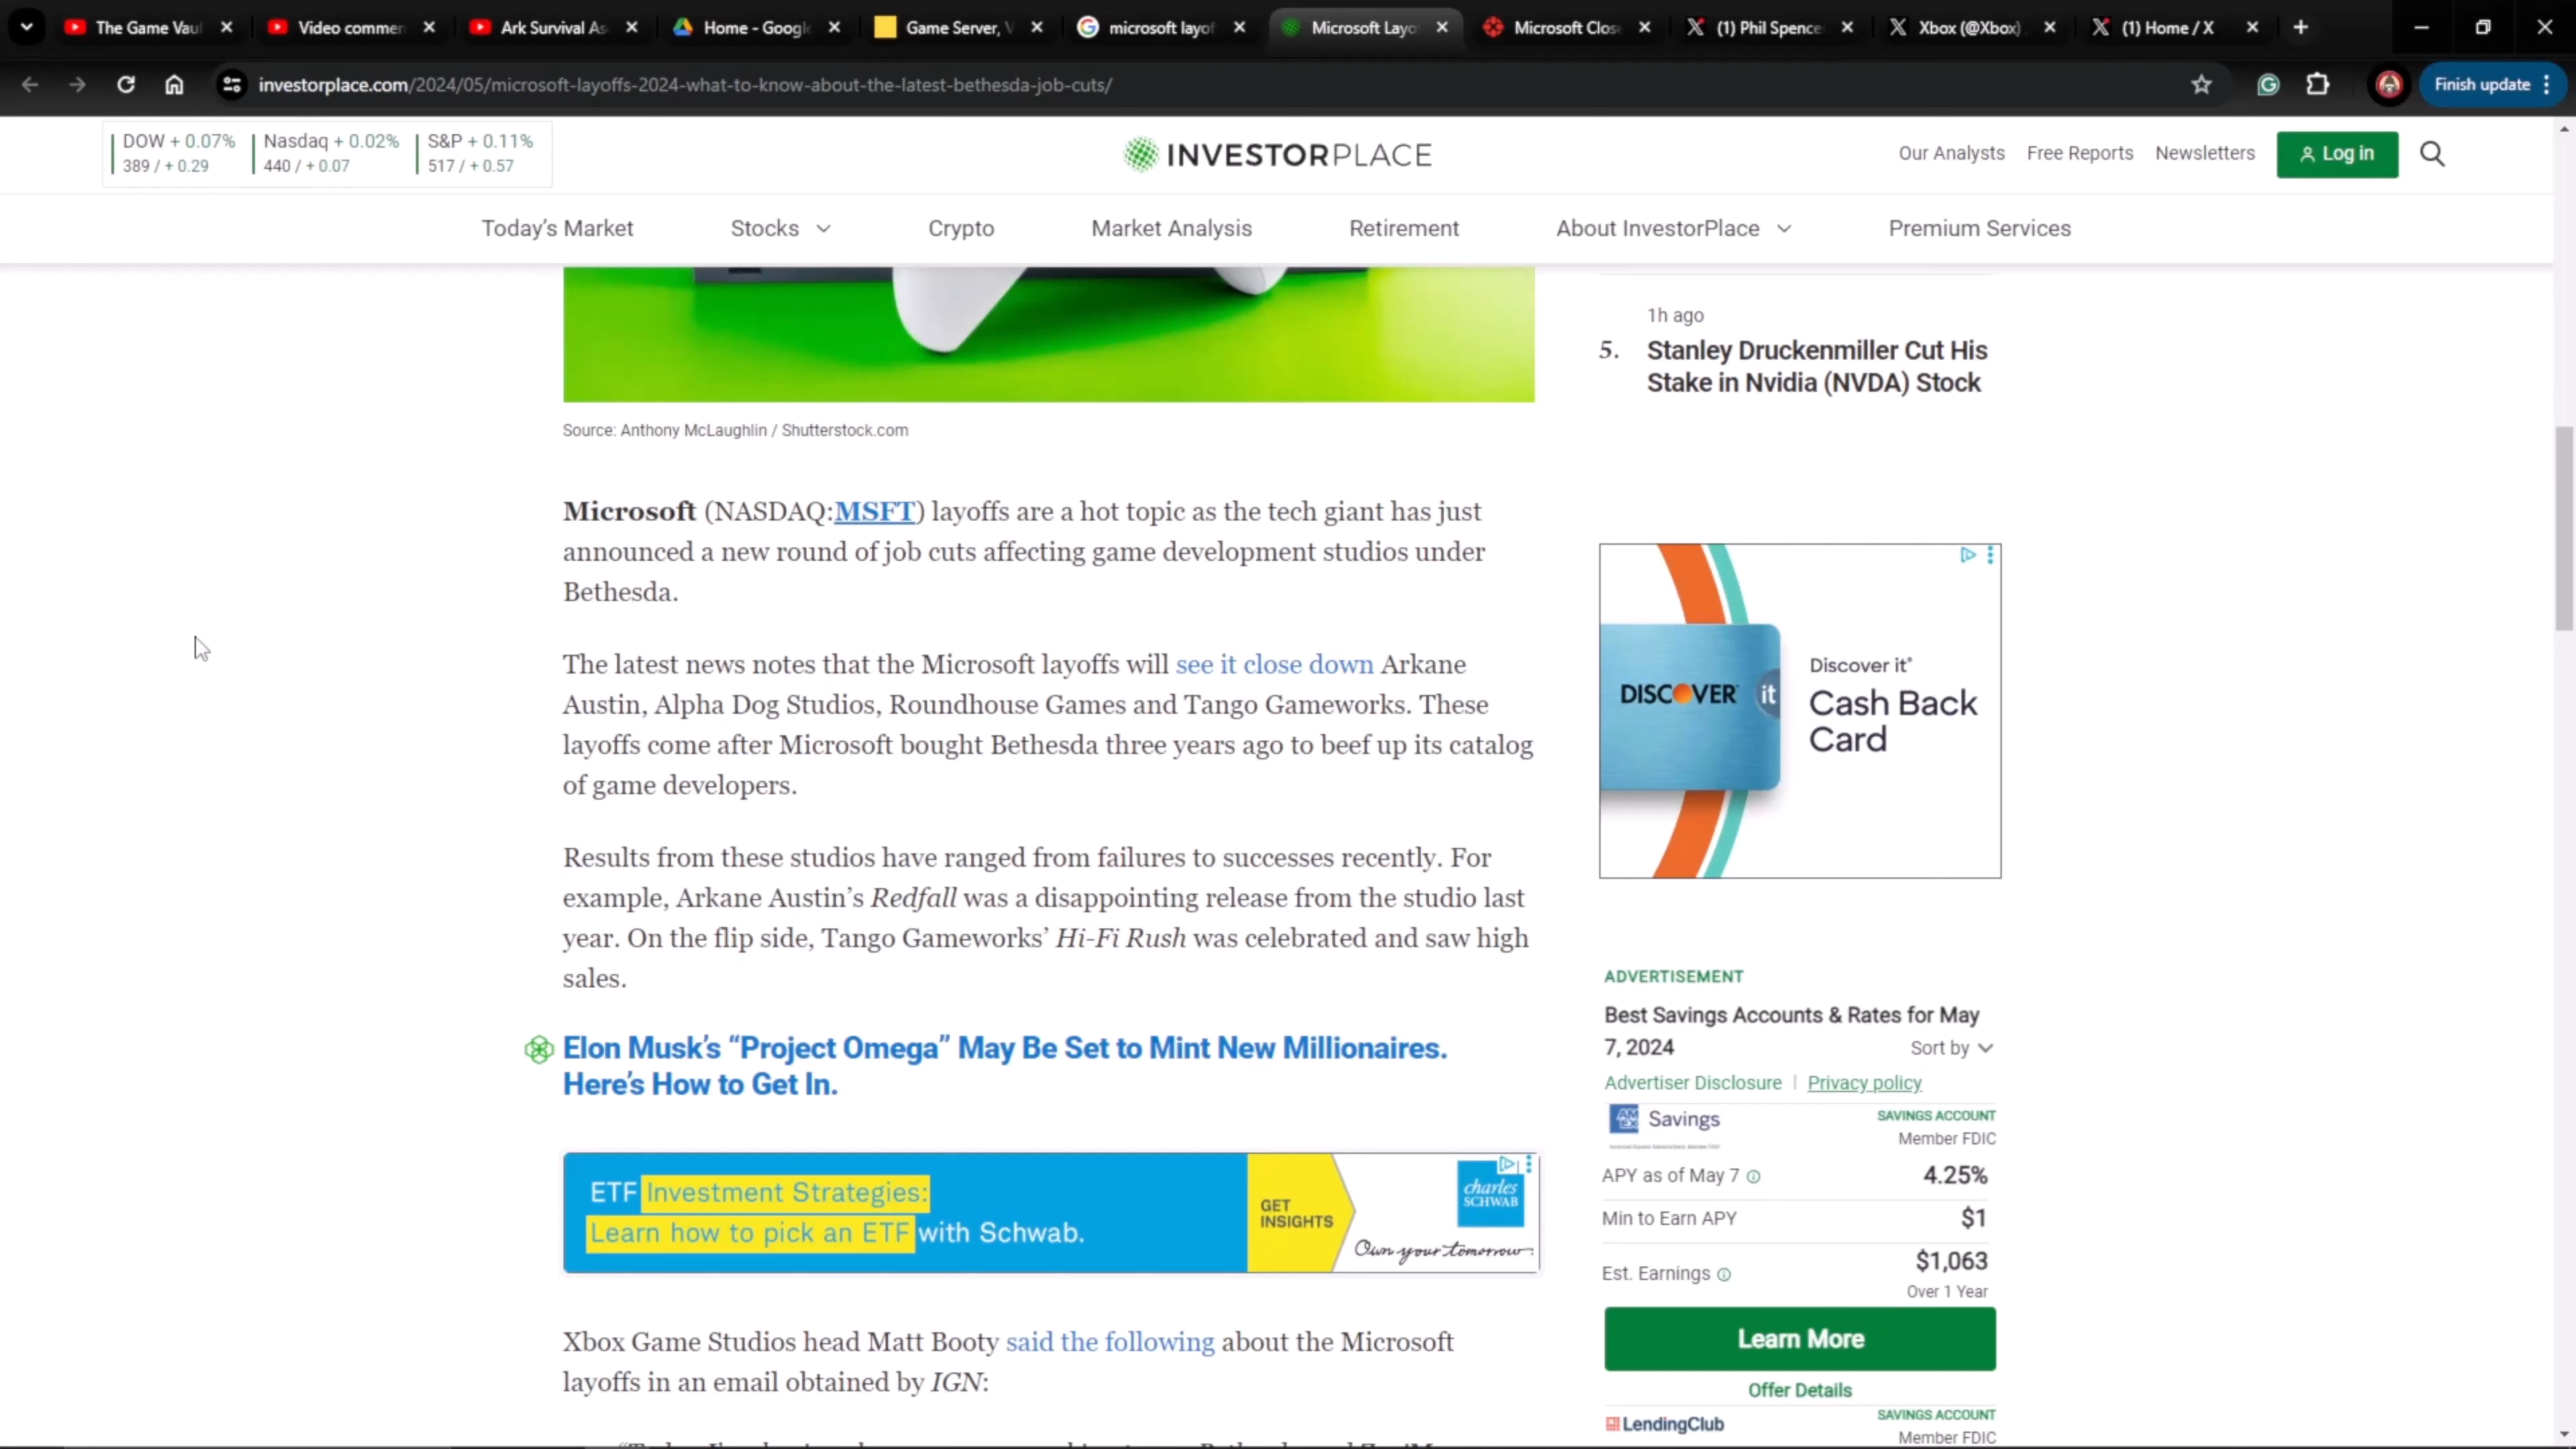 The Game Vaul
Video commen
Ark Survival As
Home - Google
Game Server, V
microsoft layof
Microsoft Layo
Microsoft Clos
(1) Phil Spence
Xbox (@Xbox)
(1) Home / X
investorplace.com/2024/05/microsoft-layoffs-2024-what-to-know-about-the-latest-bethesda-job-cuts/
Finish update
DOW + 0.07%
389 / + 0.29
Nasdaq + 0.02%
440 / + 0.07
S&P + 0.11%
517 / + 0.57
INVESTORPLACE
Our Analysts
Free Reports
Newsletters
Log in
Today's Market
Stocks
Crypto
Market Analysis
Retirement
About InvestorPlace
Premium Services
Source: Anthony McLaughlin / Shutterstock.com
Microsoft (NASDAQ:MSFT) layoffs are a hot topic as the tech giant has just
announced a new round of job cuts affecting game development studios under
Bethesda.
The latest news notes that the Microsoft layoffs will see it close down Arkane
Austin, Alpha Dog Studios, Roundhouse Games and Tango Gameworks. These
layoffs come after Microsoft bought Bethesda three years ago to beef up its catalog
of game developers.
Results from these studios have ranged from failures to successes recently. For
example, Arkane Austin's Redfall was a disappointing release from the studio last
year. On the flip side, Tango Gameworks' Hi-Fi Rush was celebrated and saw high
sales.
Elon Musk's “Project Omega” May Be Set to Mint New Millionaires.
Here's How to Get In.
ETF Investment Strategies:
Learn how to pick an ETF with Schwab.
GET
INSIGHTS
charles
SCHWAB
Own your tomorrow.
Xbox Game Studios head Matt Booty said the following about the Microsoft
layoffs in an email obtained by IGN:
1h ago
5. Stanley Druckenmiller Cut His
Stake in Nvidia (NVDA) Stock
DISCOVER it
Discover it®
Cash Back
Card
ADVERTISEMENT
Best Savings Accounts & Rates for May
7, 2024
Sort by
Advertiser Disclosure | Privacy policy
AM
EX
Savings
SAVINGS ACCOUNT
Member FDIC
APY as of May 7
4.25%
Min to Earn APY
$1
Est. Earnings
$1,063
Over 1 Year
Learn More
Offer Details
LendingClub
SAVINGS ACCOUNT
Member FDIC